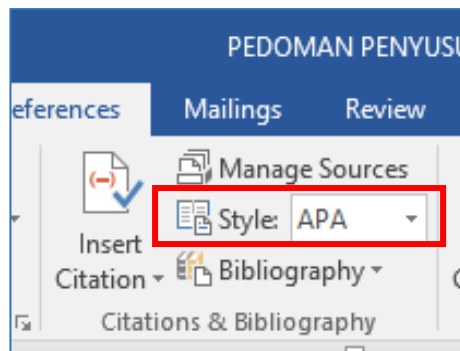 PEDOMAN PENYUSU
eferences Mailings Review
Manage Sources
Style: APA
Insert
Citation
Bibliography
Citations & Bibliography